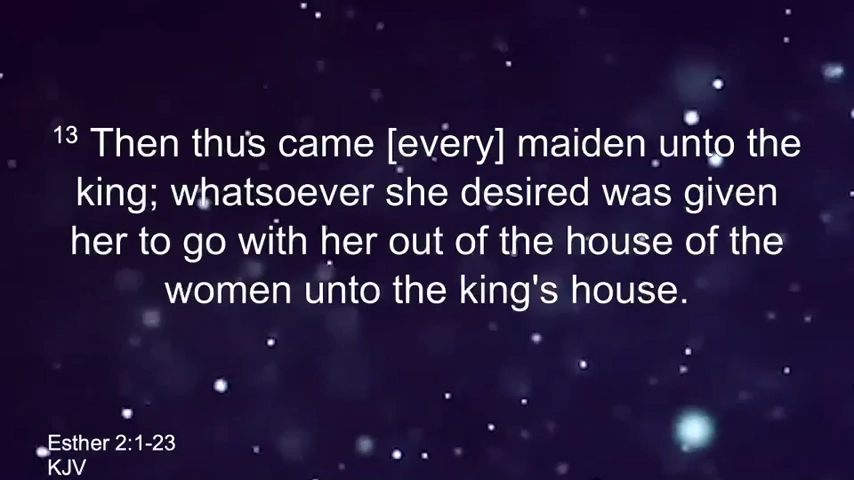 13 Then thus came [every] maiden unto the
king; whatsoever she desired was given
her to go with her out of the house of the
women unto the king's house.
Esther 2:1-23
KJV